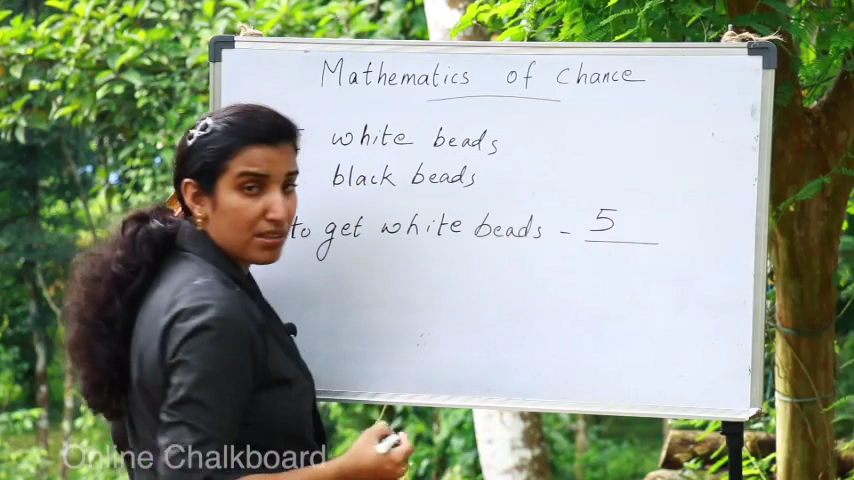 Mathematics of Chance
white beads
black beads
to get white beads - 5
Online Chalkboard